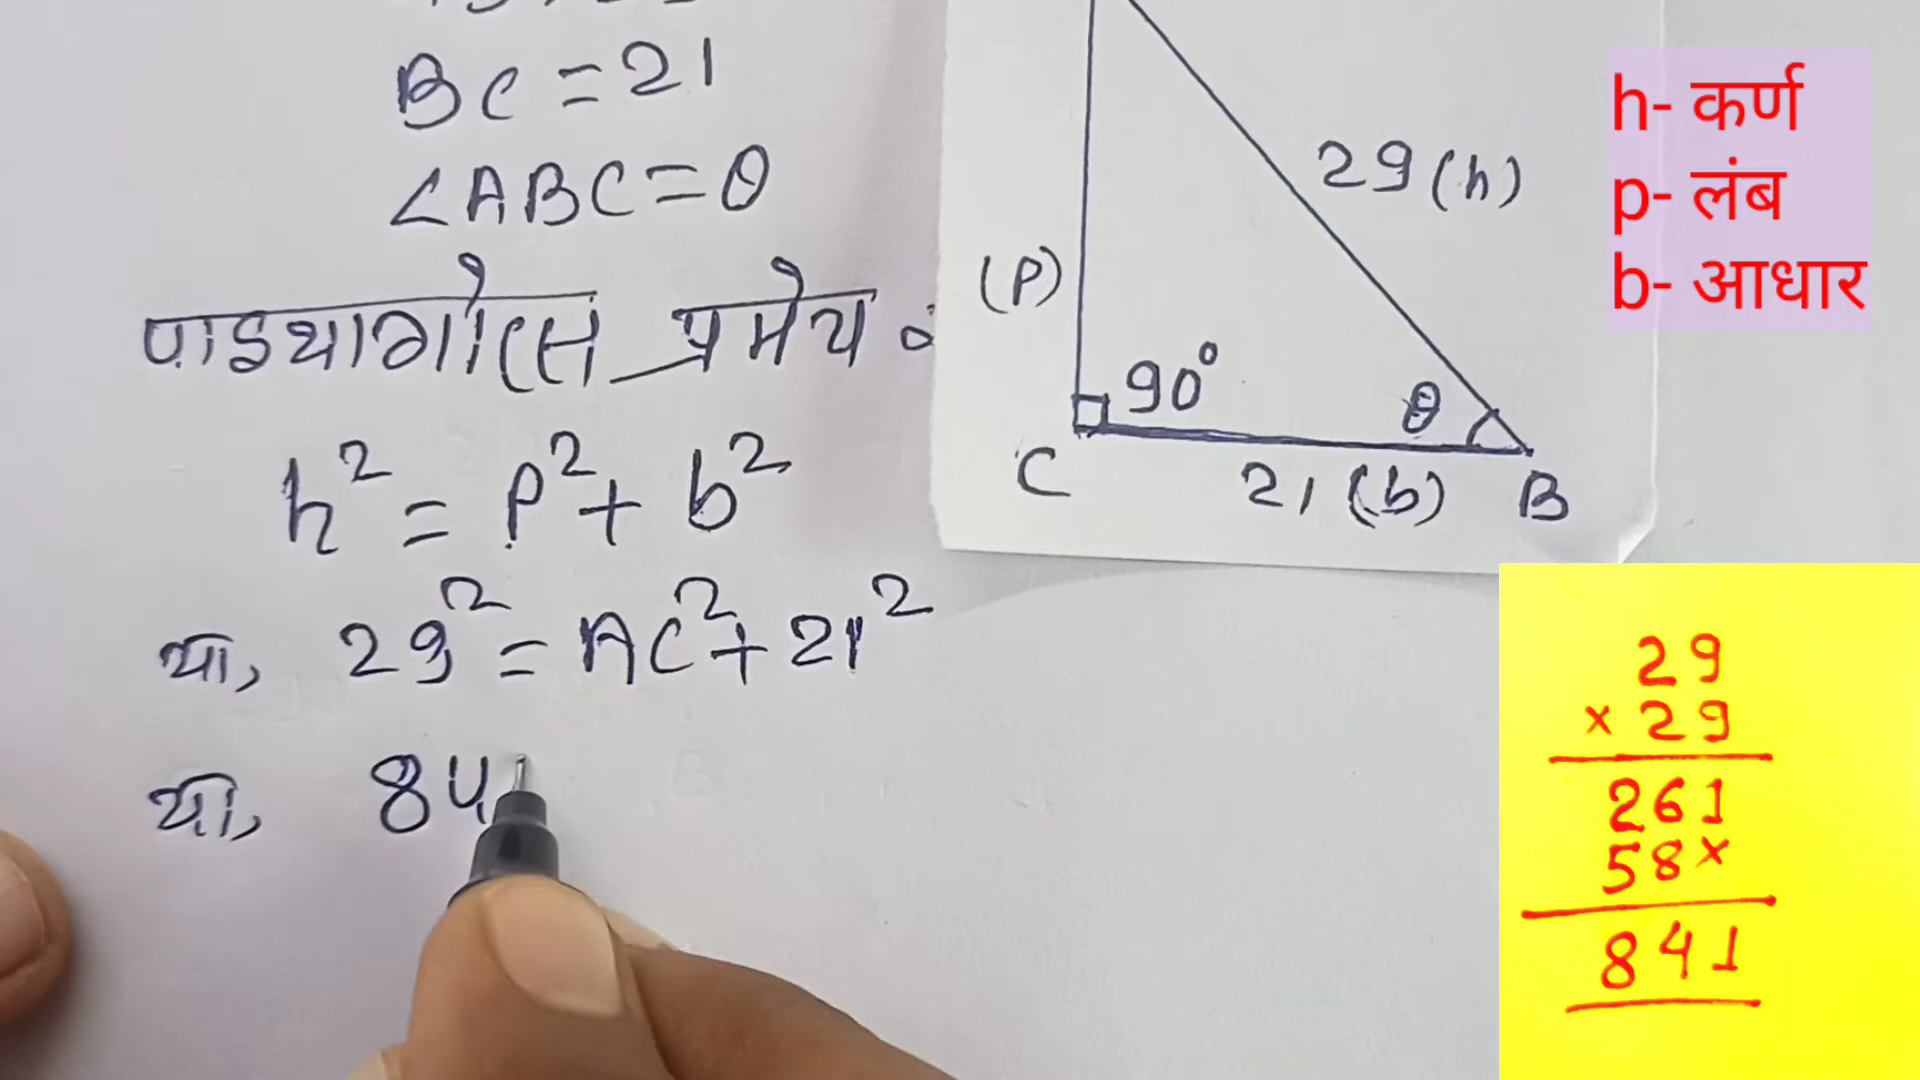 BC = 21
∠ABC = θ
पाइथागोरस प्रमेय
h² = p² + b²
या, 29² = AC² + 21²
या, 84
29 (h)
(p)
90°
θ
C
21 (b)
B
h- कर्ण
p- लंब
b- आधार
29
× 29
261
58×
841